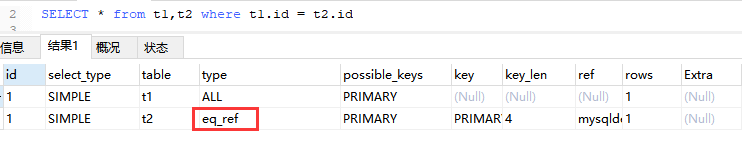 2 SELECT * from t1,t2 where t1.id = t2.id
3
信息 结果1 概况 状态
id select_type table type possible_keys key key_len ref rows Extra
1 SIMPLE t1 ALL PRIMARY (Null) (Null) (Null) 1 (Null)
1 SIMPLE t2 eq_ref PRIMARY PRIMAR 4 mysqld 1 (Null)